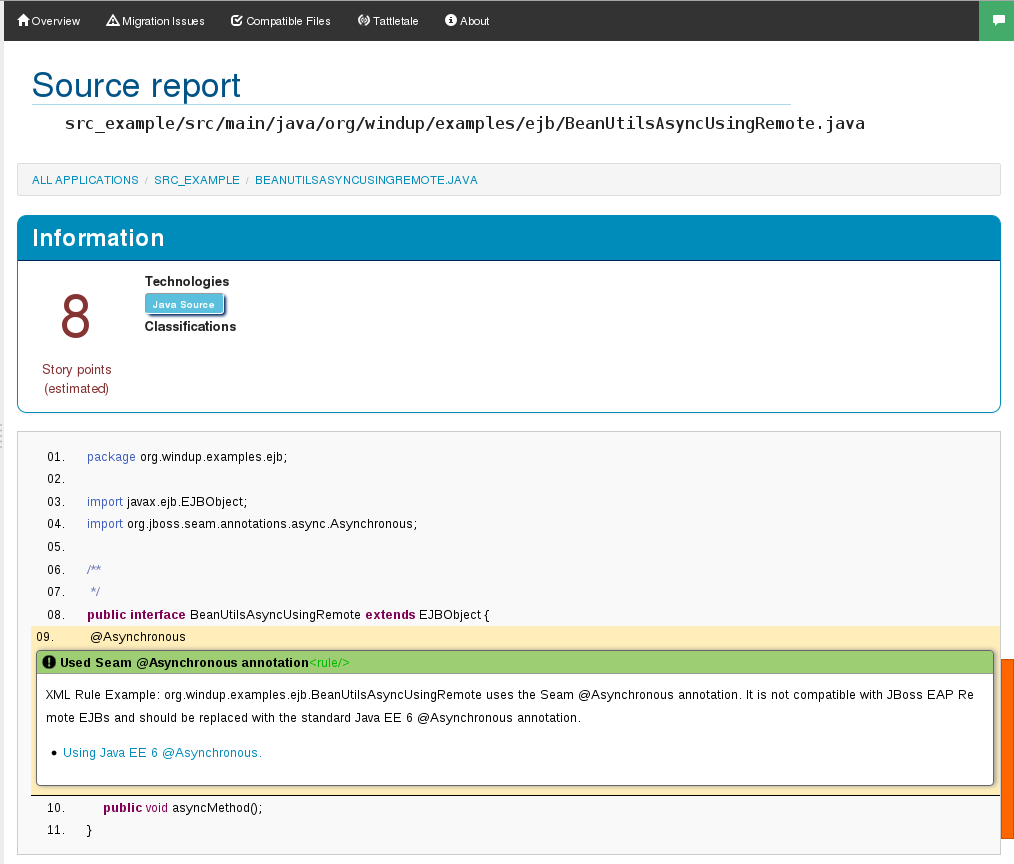 Overview Migration Issues Compatible Files Tattletale About
Source report
src_example/src/main/java/org/windup/examples/ejb/BeanUtilsAsyncUsingRemote.java
ALL APPLICATIONS / SRC_EXAMPLE / BEANUTILSASYNCUSINGREMOTE.JAVA
Information
8
Story points
(estimated)
Technologies
Java Source
Classifications
01. package org.windup.examples.ejb;
02.
03. import javax.ejb.EJBObject;
04. import org.jboss.seam.annotations.async.Asynchronous;
05.
06. /**
07. */
08. public interface BeanUtilsAsyncUsingRemote extends EJBObject {
09. @Asynchronous
Used Seam @Asynchronous annotation<rule/>
XML Rule Example: org.windup.examples.ejb.BeanUtilsAsyncUsingRemote uses the Seam @Asynchronous annotation. It is not compatible with JBoss EAP Re
mote EJBs and should be replaced with the standard Java EE 6 @Asynchronous annotation.
• Using Java EE 6 @Asynchronous.
10. public void asyncMethod();
11. }